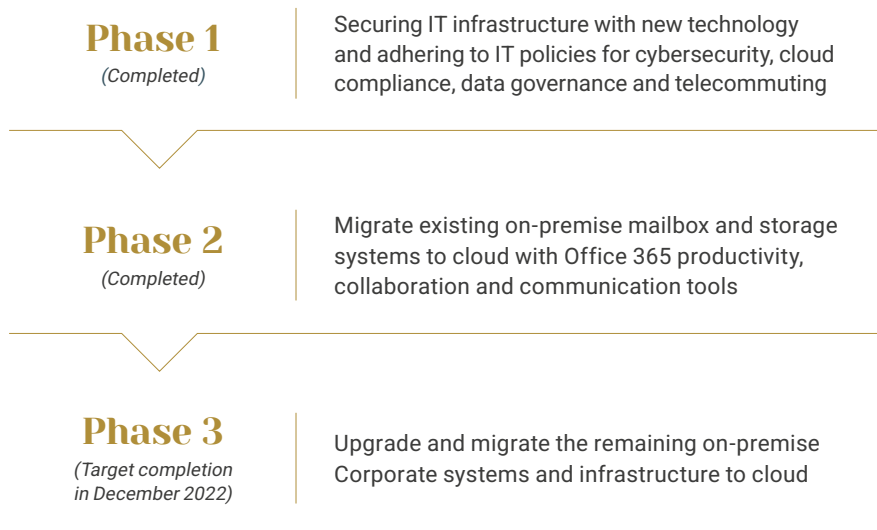 Phase 1
(Completed)
Securing IT infrastructure with new technology
and adhering to IT policies for cybersecurity, cloud
compliance, data governance and telecommuting
Phase 2
(Completed)
Migrate existing on-premise mailbox and storage
systems to cloud with Office 365 productivity,
collaboration and communication tools
Phase 3
(Target completion
in December 2022)
Upgrade and migrate the remaining on-premise
Corporate systems and infrastructure to cloud